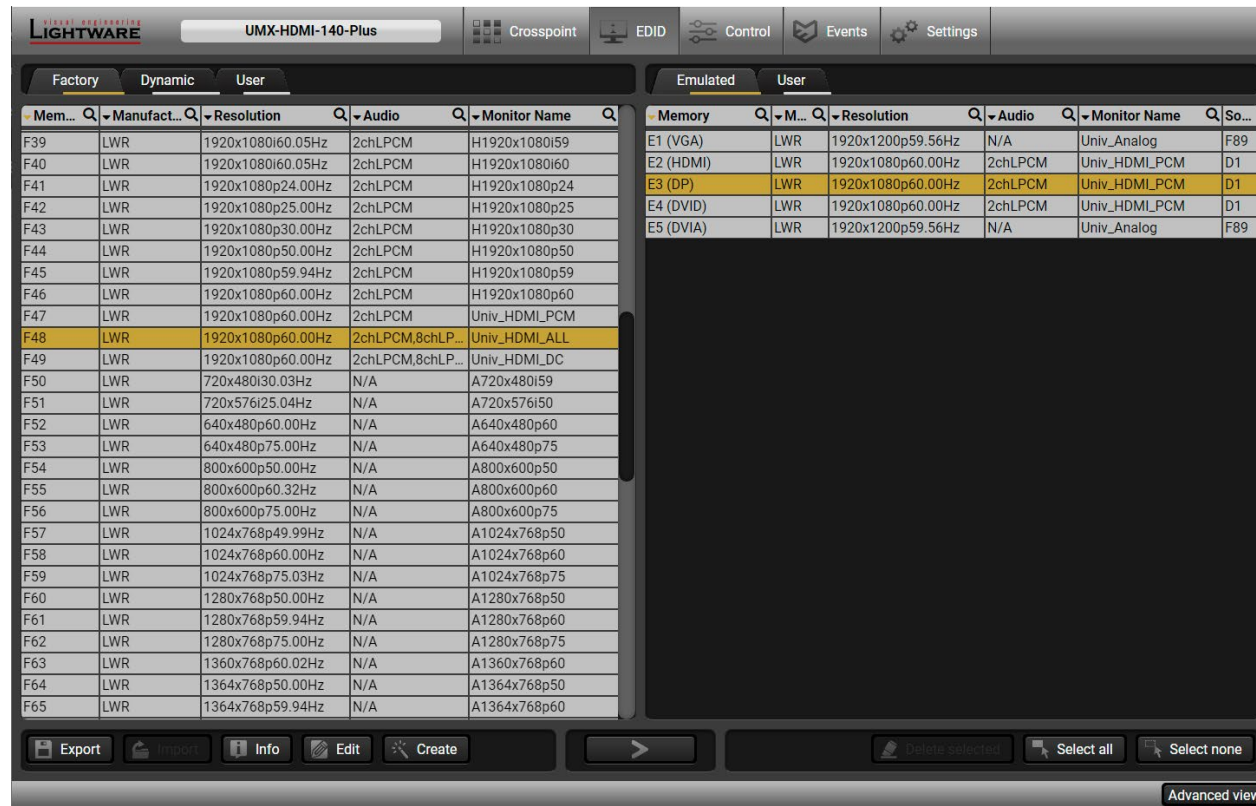 visual engineering
LIGHTWARE
UMX-HDMI-140-Plus
Crosspoint EDID Control Events Settings
Factory Dynamic User
Emulated User
Mem... Manufact... Resolution Audio Monitor Name
F39 LWR 1920x1080i60.05Hz 2chLPCM H1920x1080i59
F40 LWR 1920x1080i60.00Hz 2chLPCM H1920x1080i60
F41 LWR 1920x1080p24.00Hz 2chLPCM H1920x1080p24
F42 LWR 1920x1080p25.00Hz 2chLPCM H1920x1080p25
F43 LWR 1920x1080p30.00Hz 2chLPCM H1920x1080p30
F44 LWR 1920x1080p50.00Hz 2chLPCM H1920x1080p50
F45 LWR 1920x1080p59.94Hz 2chLPCM H1920x1080p59
F46 LWR 1920x1080p60.00Hz 2chLPCM H1920x1080p60
F47 LWR 1920x1080p60.00Hz 2chLPCM Univ_HDMI_PCM
F48 LWR 1920x1080p60.00Hz 2chLPCM,8chLP... Univ_HDMI_ALL
F49 LWR 1920x1080p60.00Hz 2chLPCM,8chLP... Univ_HDMI_DC
F50 LWR 720x480i30.03Hz N/A A720x480i59
F51 LWR 720x576i25.04Hz N/A A720x576i50
F52 LWR 640x480p60.00Hz N/A A640x480p60
F53 LWR 640x480p75.00Hz N/A A640x480p75
F54 LWR 800x600p50.00Hz N/A A800x600p50
F55 LWR 800x600p60.32Hz N/A A800x600p60
F56 LWR 800x600p75.00Hz N/A A800x600p75
F57 LWR 1024x768p49.99Hz N/A A1024x768p50
F58 LWR 1024x768p60.00Hz N/A A1024x768p60
F59 LWR 1024x768p75.03Hz N/A A1024x768p75
F60 LWR 1280x768p50.00Hz N/A A1280x768p50
F61 LWR 1280x768p59.94Hz N/A A1280x768p60
F62 LWR 1280x768p75.00Hz N/A A1280x768p75
F63 LWR 1360x768p60.02Hz N/A A1360x768p60
F64 LWR 1364x768p50.00Hz N/A A1364x768p50
F65 LWR 1364x768p59.94Hz N/A A1364x768p60
Memory M... Resolution Audio Monitor Name So...
E1 (VGA) LWR 1920x1200p59.56Hz N/A Univ_Analog F89
E2 (HDMI) LWR 1920x1080p60.00Hz 2chLPCM Univ_HDMI_PCM D1
E3 (DP) LWR 1920x1080p60.00Hz 2chLPCM Univ_HDMI_PCM D1
E4 (DVID) LWR 1920x1080p60.00Hz 2chLPCM Univ_HDMI_PCM D1
E5 (DVIA) LWR 1920x1200p59.56Hz N/A Univ_Analog F89
Export Import Info Edit Create > Delete selected Select all Select none
Advanced view